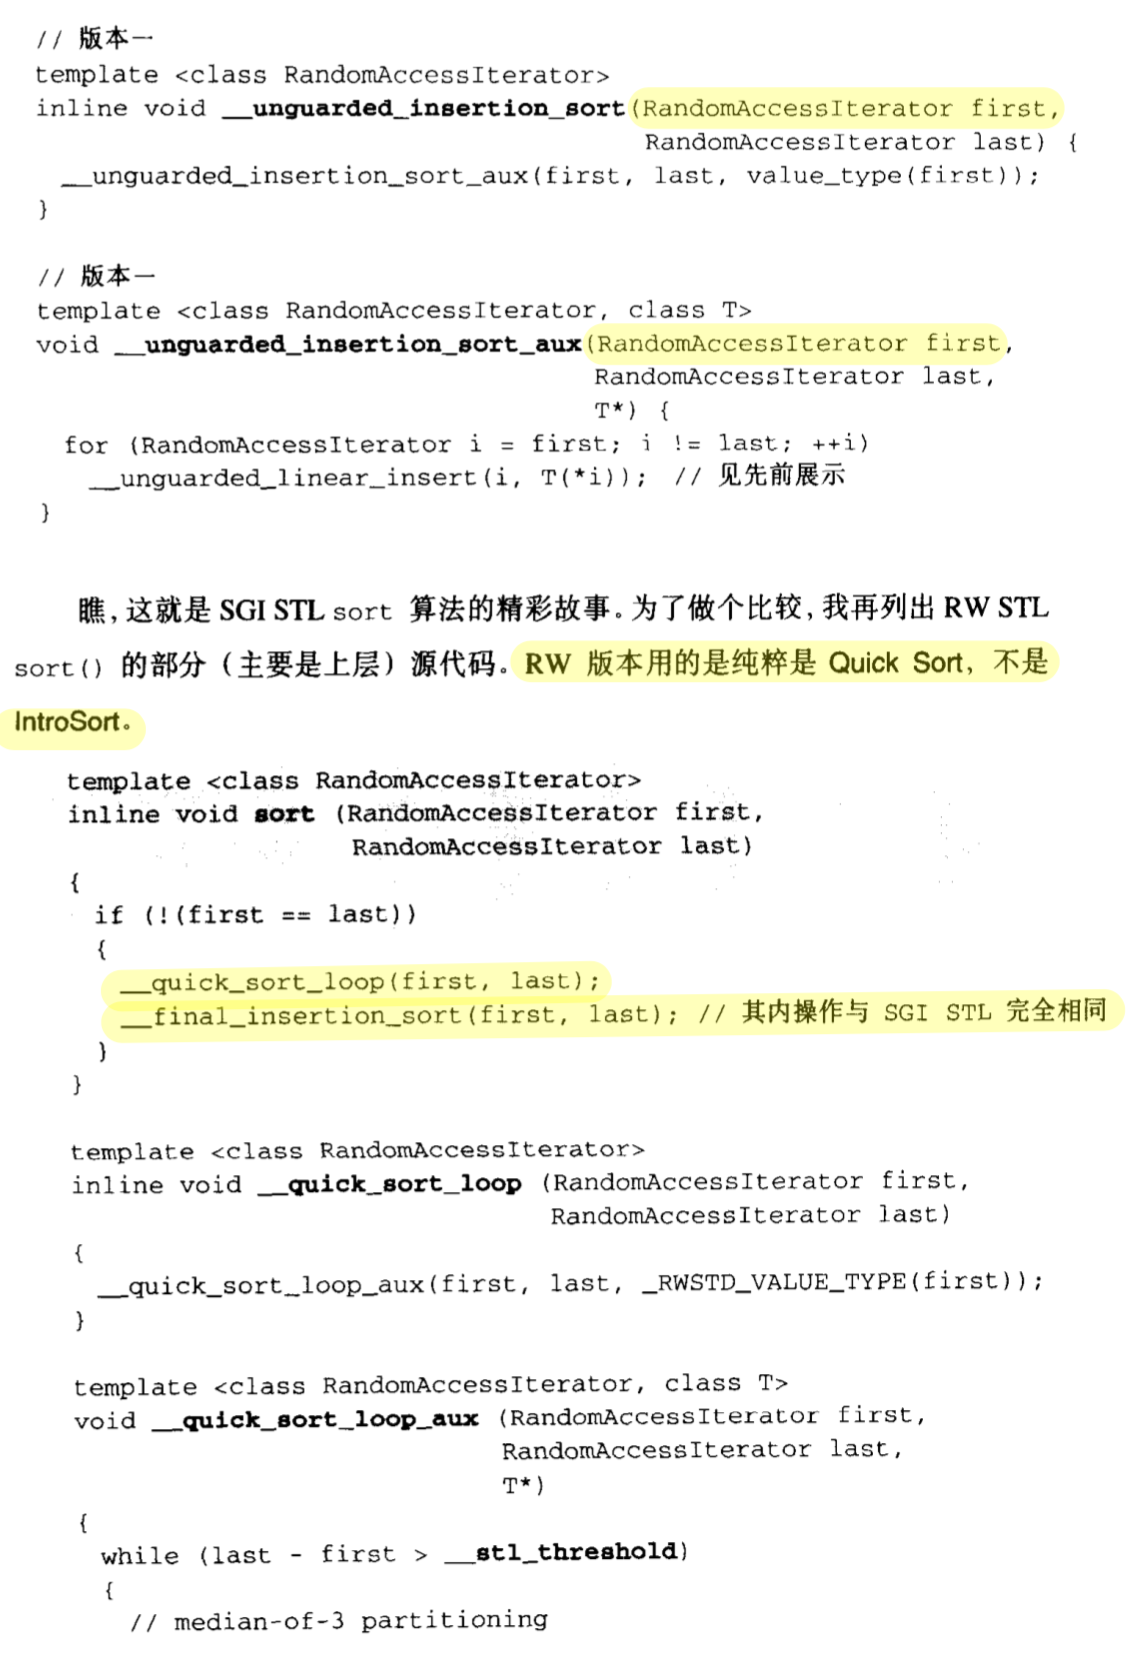 // 版本一
template <class RandomAccessIterator>
inline void __unguarded_insertion_sort(RandomAccessIterator first,
RandomAccessIterator last) {
__unguarded_insertion_sort_aux(first, last, value_type(first));
}
// 版本一
template <class RandomAccessIterator, class T>
void __unguarded_insertion_sort_aux(RandomAccessIterator first,
RandomAccessIterator last,
T*) {
for (RandomAccessIterator i = first; i != last; ++i)
__unguarded_linear_insert(i, T(*i)); // 见先前展示
}
瞧，这就是 SGI STL sort 算法的精彩故事。为了做个比较，我再列出 RW STL
sort() 的部分（主要是上层）源代码。RW 版本用的是纯粹是 Quick Sort，不是
IntroSort。
template <class RandomAccessIterator>
inline void sort (RandomAccessIterator first,
RandomAccessIterator last)
{
if (!(first == last))
{
__quick_sort_loop(first, last);
__final_insertion_sort(first, last); // 其内操作与 SGI STL 完全相同
}
}
template <class RandomAccessIterator>
inline void __quick_sort_loop (RandomAccessIterator first,
RandomAccessIterator last)
{
__quick_sort_loop_aux(first, last, _RWSTD_VALUE_TYPE(first));
}
template <class RandomAccessIterator, class T>
void __quick_sort_loop_aux (RandomAccessIterator first,
RandomAccessIterator last,
T*)
{
while (last - first > __stl_threshold)
{
// median-of-3 partitioning